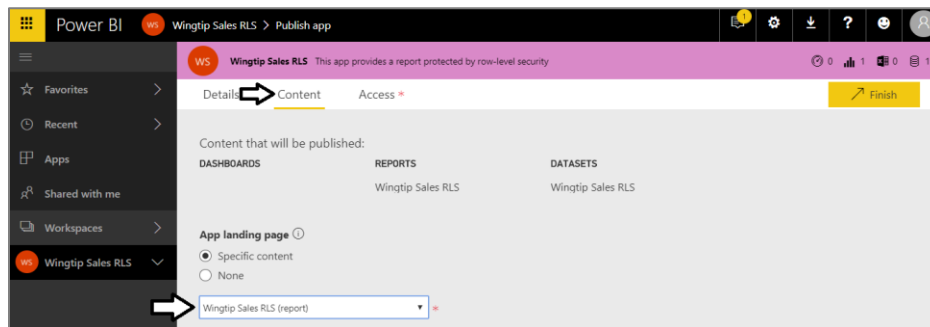 Power BI WS Wingtip Sales RLS > Publish app 1 ?
WS Wingtip Sales RLS This app provides a report protected by row-level security 0 1 0 1
Favorites
Recent
Apps
Shared with me
Workspaces
WS Wingtip Sales RLS
Details Content Access *
Finish
Content that will be published:
DASHBOARDS REPORTS DATASETS
Wingtip Sales RLS Wingtip Sales RLS
App landing page
Specific content
None
Wingtip Sales RLS (report) *